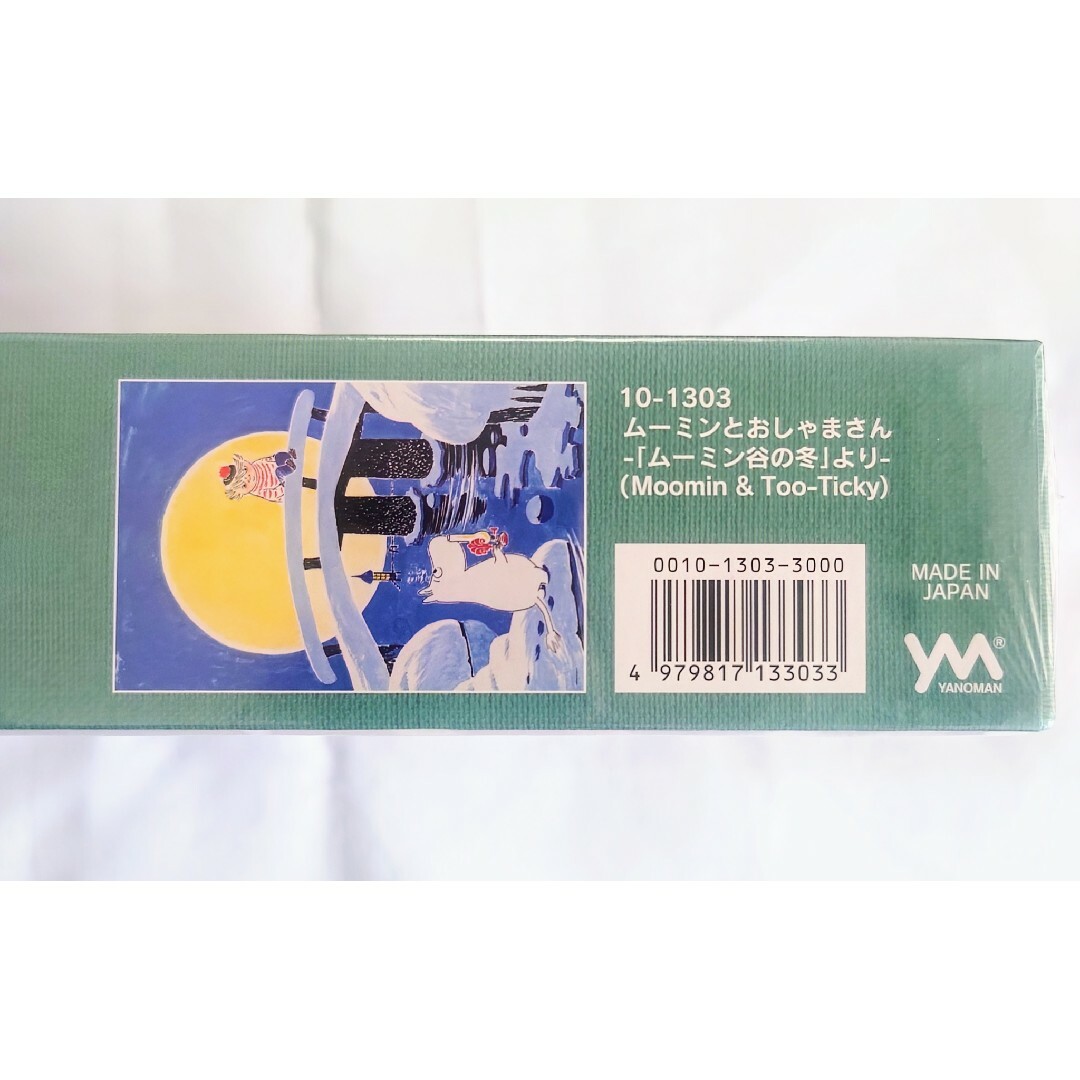 10-1303
ムーミンとおしゃまさん
-「ムーミン谷の冬」より-
(Moomin & Too-Ticky)
0010-1303-3000
4 979817 133033
MADE IN
JAPAN
YM®
YANOMAN